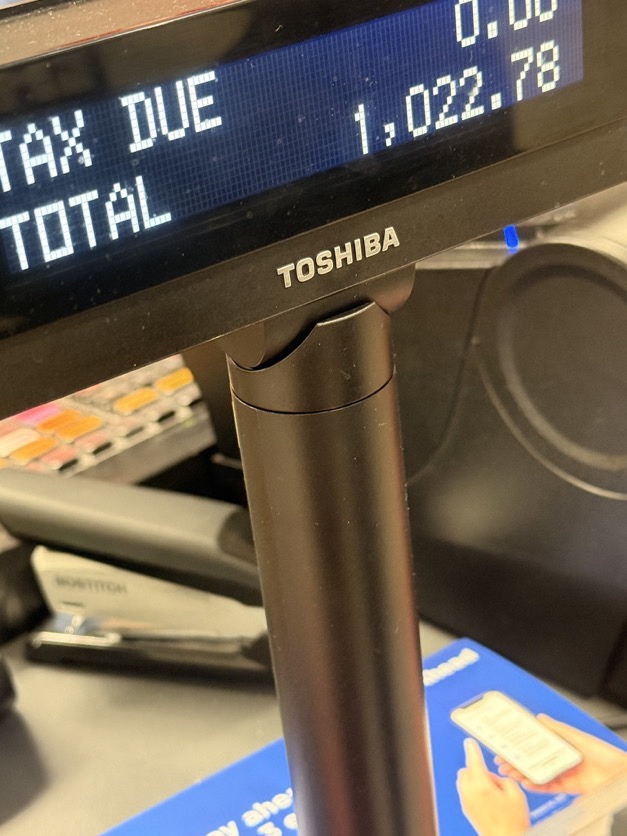 TAX DUE 0.00
TOTAL 1,022.78
TOSHIBA
BOSTITCH